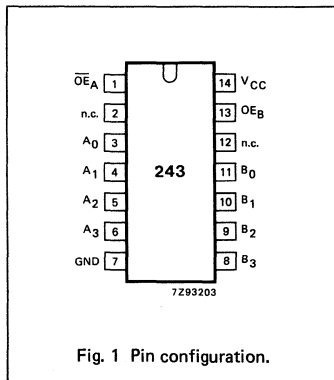 OEA 1 14 VCC
n.c. 2 13 OEB
A0 3 12 n.c.
A1 4 243 11 B0
A2 5 10 B1
A3 6 9 B2
GND 7 8 B3
7Z93203
Fig. 1 Pin configuration.